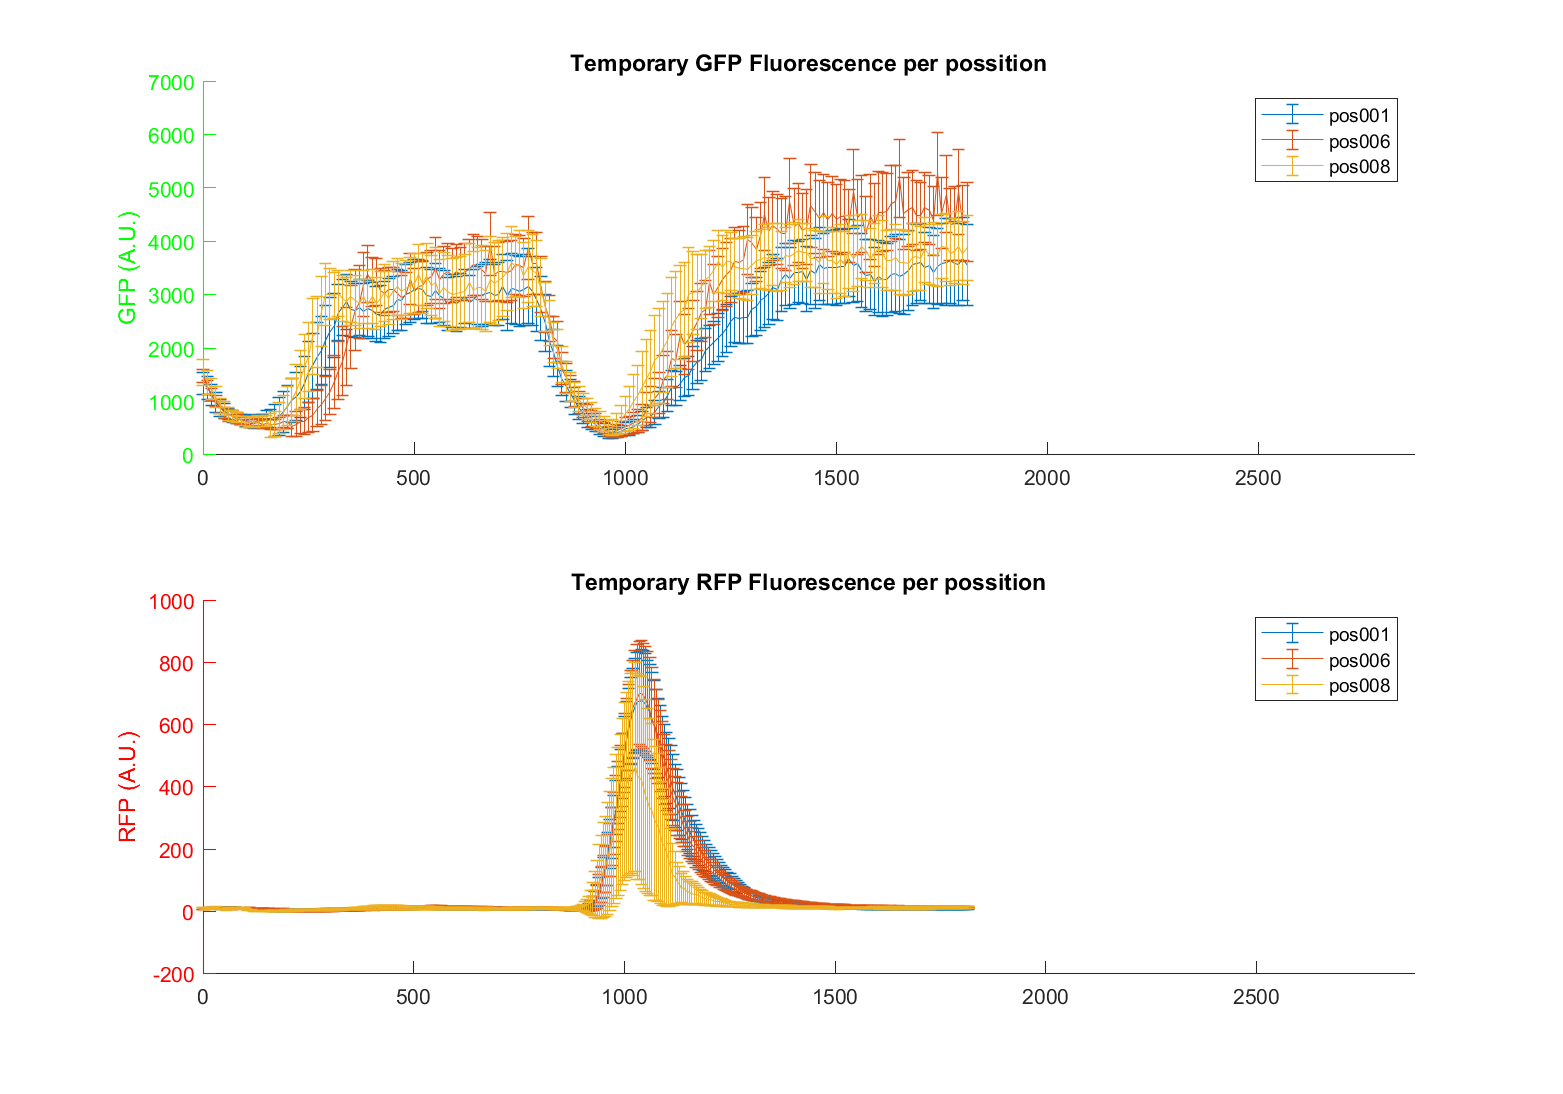 Temporary GFP Fluorescence per possition
7000
6000
5000
4000
3000
2000
1000
0
GFP (A.U.)
0 500 1000 1500 2000 2500
pos001
pos006
pos008
Temporary RFP Fluorescence per possition
1000
800
600
400
200
0
-200
RFP (A.U.)
0 500 1000 1500 2000 2500
pos001
pos006
pos008